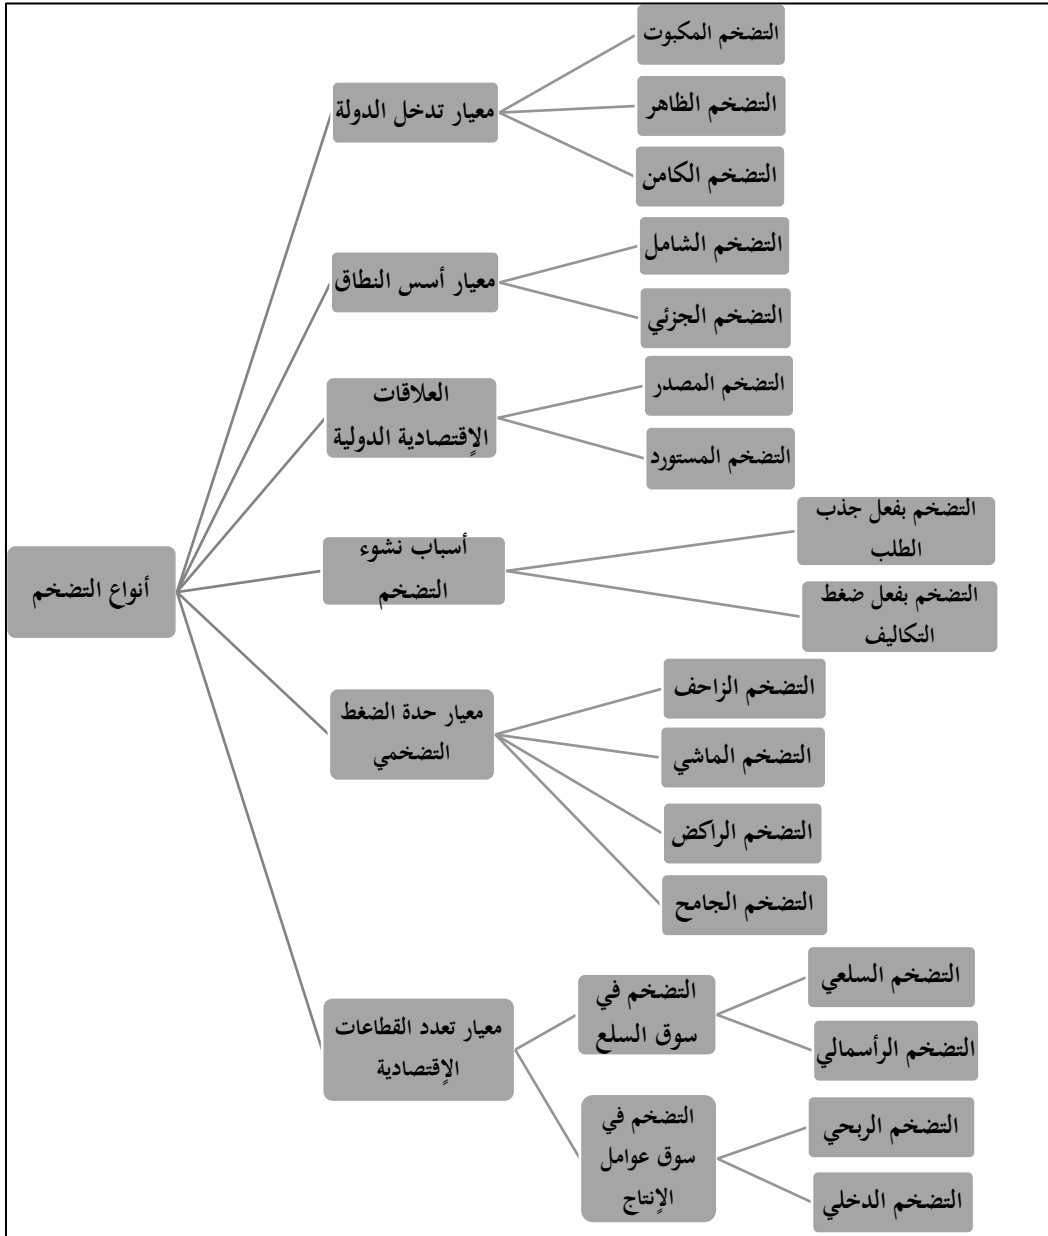 أنواع التضخم
معيار تدخل الدولة
التضخم المكبوت
التضخم الظاهر
التضخم الكامن
معيار أسس النطاق
التضخم الشامل
التضخم الجزئي
العلاقات
الإقتصادية الدولية
التضخم المصدر
التضخم المستورد
أسباب نشوء
التضخم
التضخم بفعل جذب
الطلب
التضخم بفعل ضغط
التكاليف
معيار حدة الضغط
التضخمي
التضخم الزاحف
التضخم الماشي
التضخم الراكض
التضخم الجامح
معيار تعدد القطاعات
الإقتصادية
التضخم في
سوق السلع
التضخم السلعي
التضخم الرأسمالي
التضخم في
سوق عوامل
الإنتاج
التضخم الربحي
التضخم الدخلي